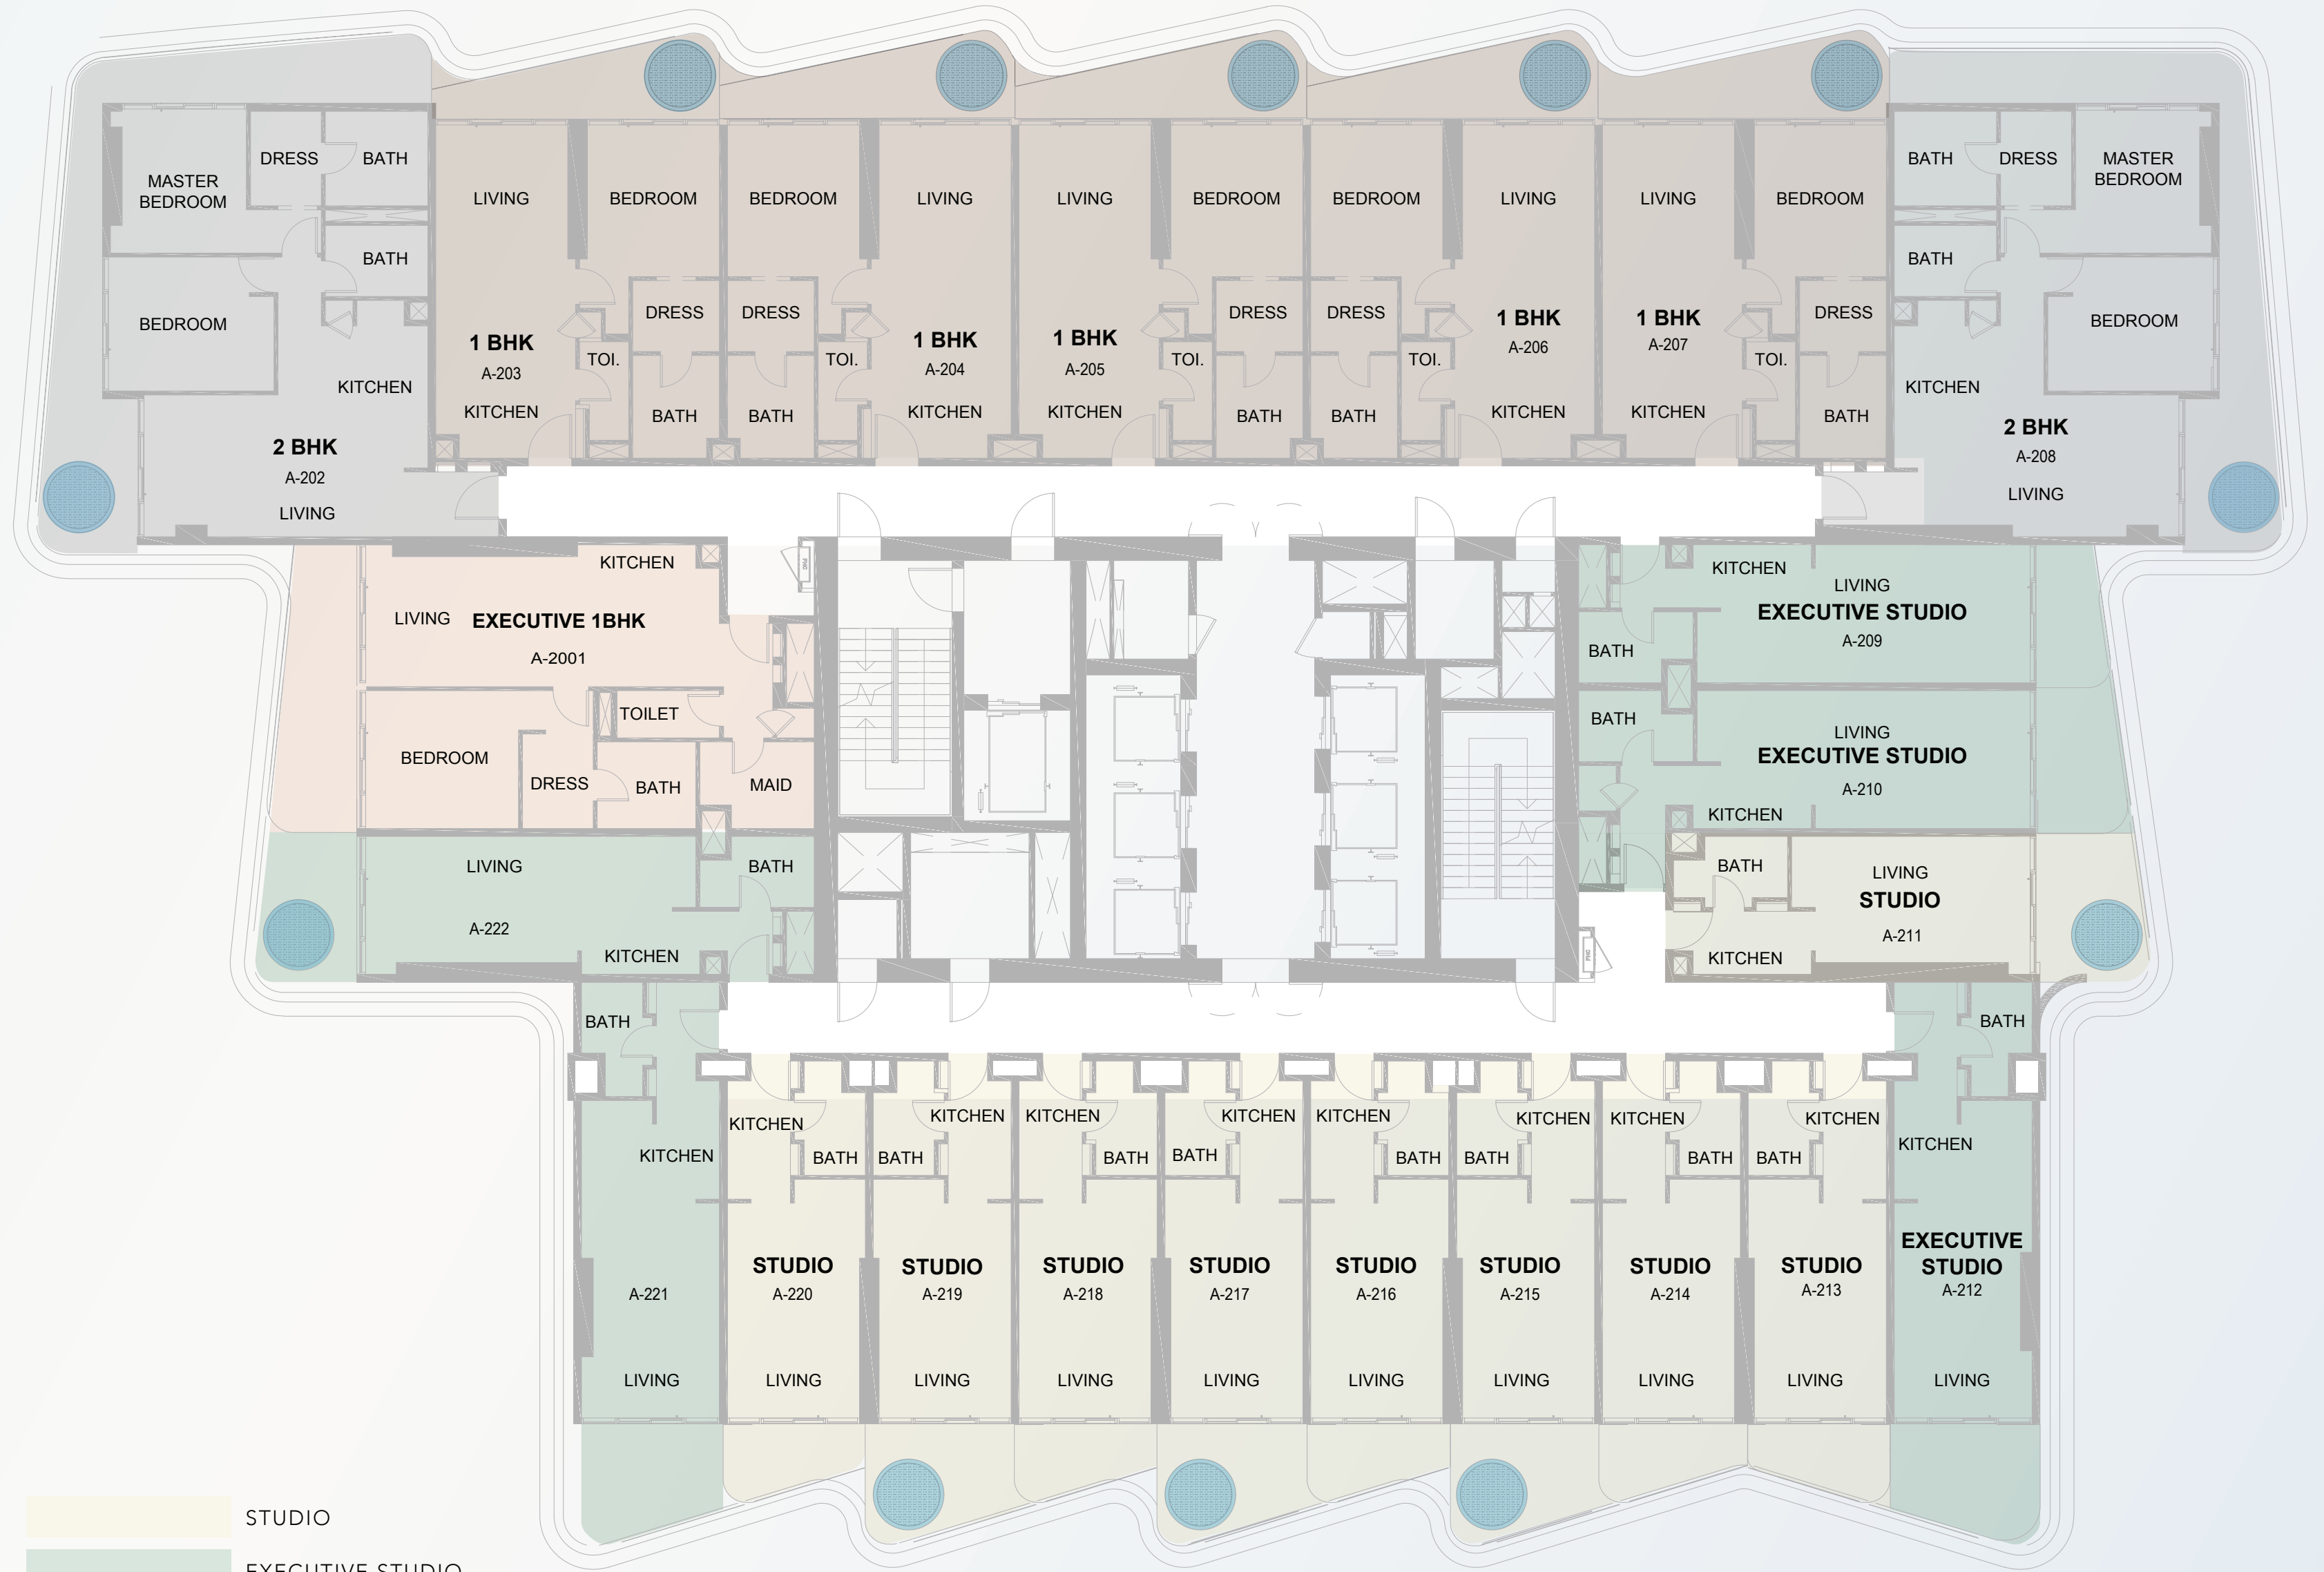 MASTER
BEDROOM
DRESS
BATH
BATH
BEDROOM
KITCHEN
2 BHK
A-202
LIVING
LIVING
BEDROOM
1 BHK
A-203
KITCHEN
DRESS
TOI.
BATH
BEDROOM
LIVING
DRESS
TOI.
BATH
1 BHK
A-204
KITCHEN
LIVING
BEDROOM
1 BHK
A-205
KITCHEN
DRESS
TOI.
BATH
BEDROOM
LIVING
DRESS
TOI.
BATH
1 BHK
A-206
KITCHEN
LIVING
BEDROOM
1 BHK
A-207
KITCHEN
DRESS
TOI.
BATH
BATH
DRESS
MASTER
BEDROOM
BATH
BEDROOM
KITCHEN
2 BHK
A-208
LIVING
KITCHEN
LIVING
EXECUTIVE 1BHK
A-2001
TOILET
BEDROOM
DRESS
BATH
MAID
KITCHEN
LIVING
EXECUTIVE STUDIO
A-209
BATH
BATH
LIVING
EXECUTIVE STUDIO
A-210
KITCHEN
LIVING
BATH
A-222
KITCHEN
BATH
LIVING
STUDIO
A-211
KITCHEN
BATH
KITCHEN
A-221
LIVING
KITCHEN
BATH
STUDIO
A-220
LIVING
KITCHEN
BATH
STUDIO
A-219
LIVING
KITCHEN
BATH
STUDIO
A-218
LIVING
KITCHEN
BATH
STUDIO
A-217
LIVING
KITCHEN
BATH
STUDIO
A-216
LIVING
KITCHEN
BATH
STUDIO
A-215
LIVING
KITCHEN
BATH
STUDIO
A-214
LIVING
KITCHEN
BATH
STUDIO
A-213
LIVING
BATH
KITCHEN
EXECUTIVE
STUDIO
A-212
LIVING
STUDIO
EXECUTIVE STUDIO